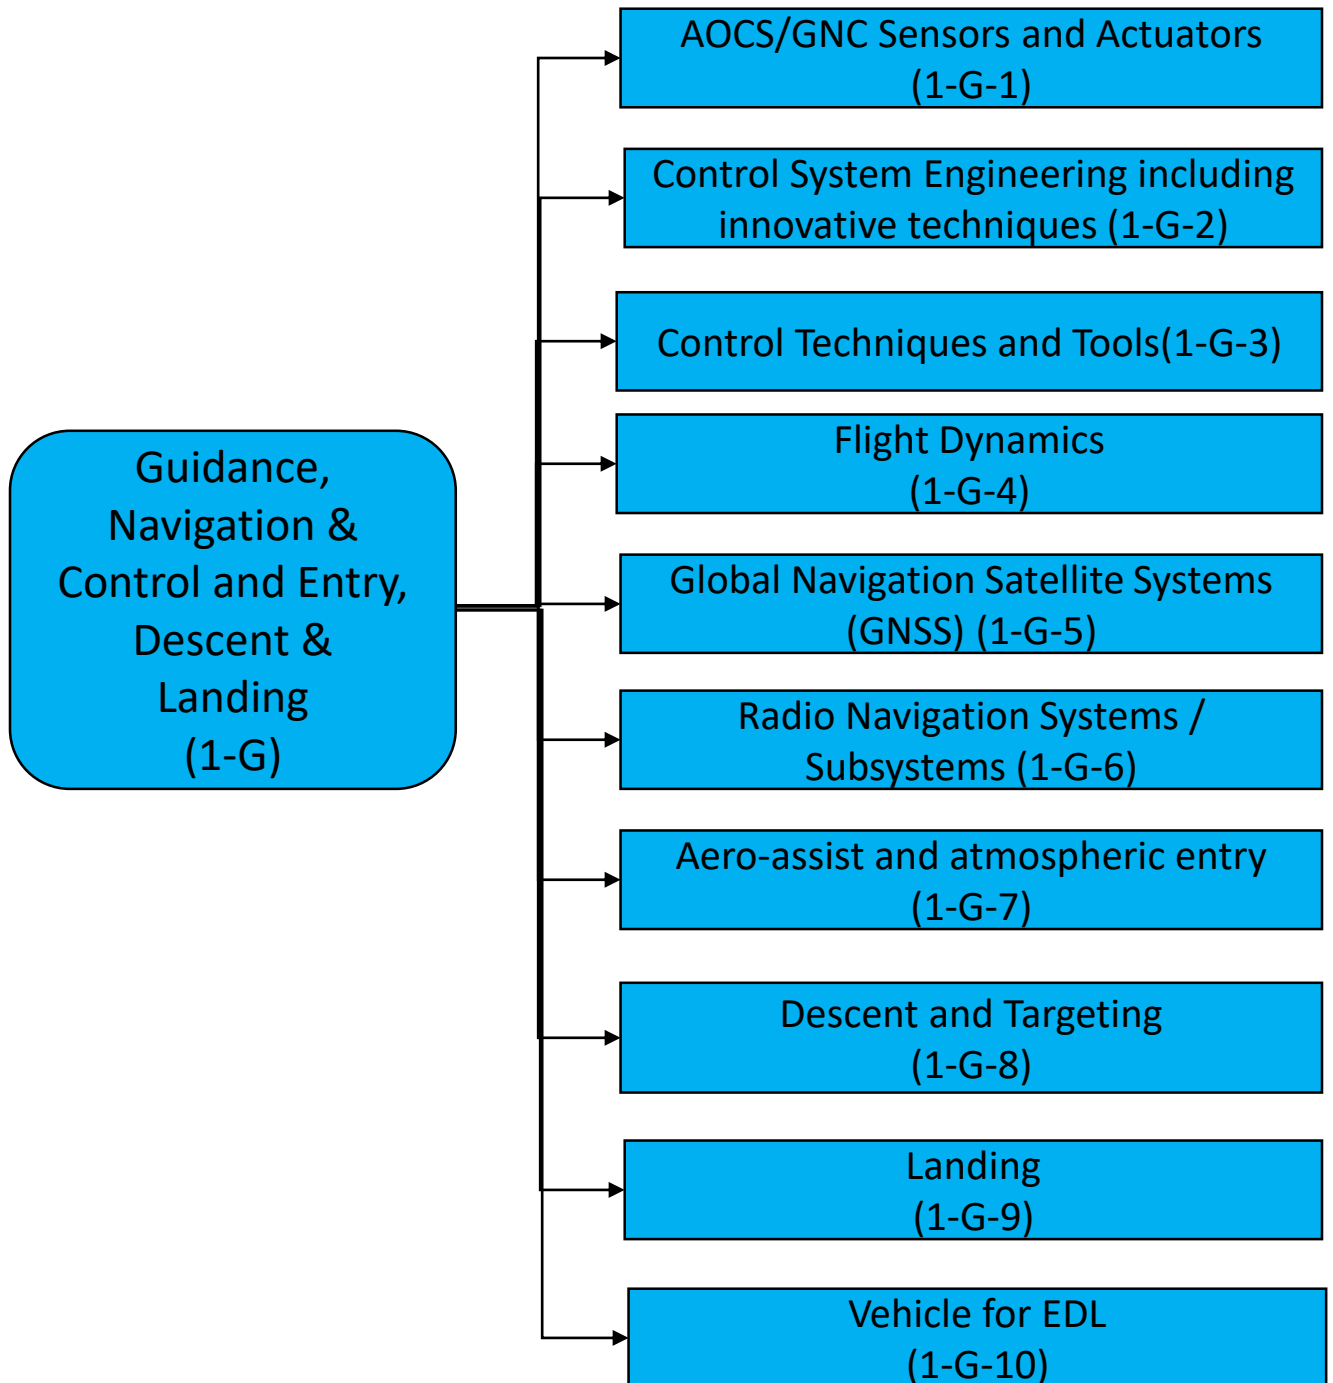 Guidance,
Navigation &
Control and Entry,
Descent &
Landing
(1-G)
AOCS/GNC Sensors and Actuators
(1-G-1)
Control System Engineering including
innovative techniques (1-G-2)
Control Techniques and Tools(1-G-3)
Flight Dynamics
(1-G-4)
Global Navigation Satellite Systems
(GNSS) (1-G-5)
Radio Navigation Systems /
Subsystems (1-G-6)
Aero-assist and atmospheric entry
(1-G-7)
Descent and Targeting
(1-G-8)
Landing
(1-G-9)
Vehicle for EDL
(1-G-10)